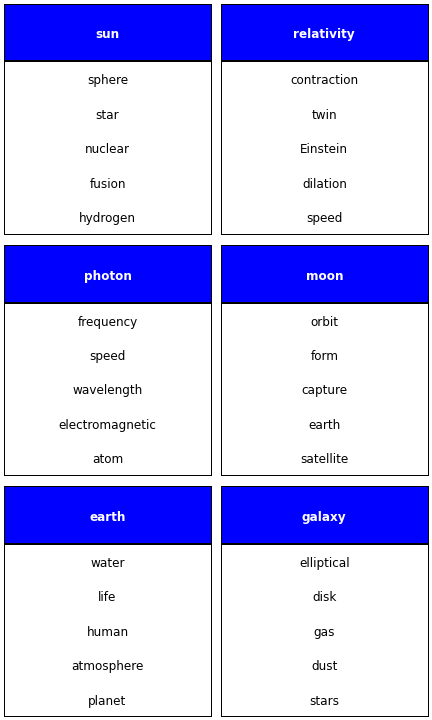 sun
sphere
star
nuclear
fusion
hydrogen
relativity
contraction
twin
Einstein
dilation
speed
photon
frequency
speed
wavelength
electromagnetic
atom
moon
orbit
form
capture
earth
satellite
earth
water
life
human
atmosphere
planet
galaxy
elliptical
disk
gas
dust
stars